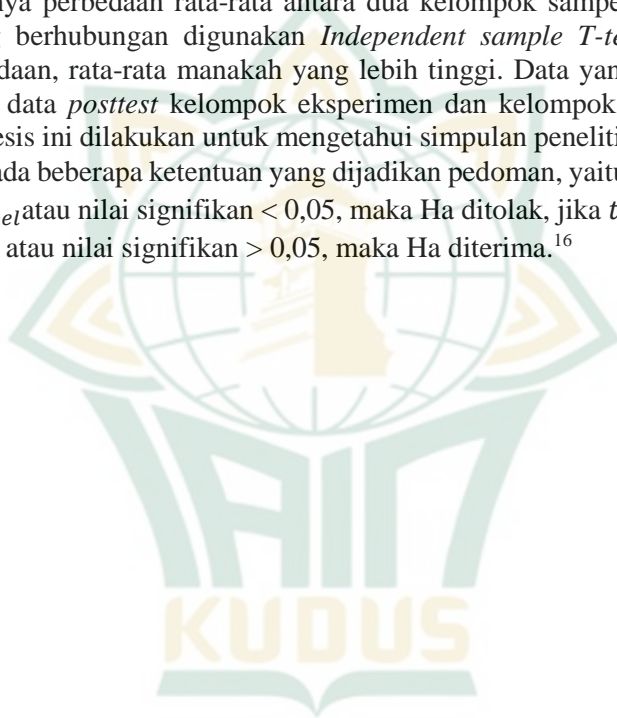 ya perbedaan rata-rata antara dua kelompok sampe
berhubungan digunakan Independent sample T-te
daan, rata-rata manakah yang lebih tinggi. Data yan
data posttest kelompok eksperimen dan kelompok
esis ini dilakukan untuk mengetahui simpulan peneliti
ada beberapa ketentuan yang dijadikan pedoman, yaitu
el atau nilai signifikan < 0,05, maka Ha ditolak, jika t
atau nilai signifikan > 0,05, maka Ha diterima.16
IAIN
KUDUS